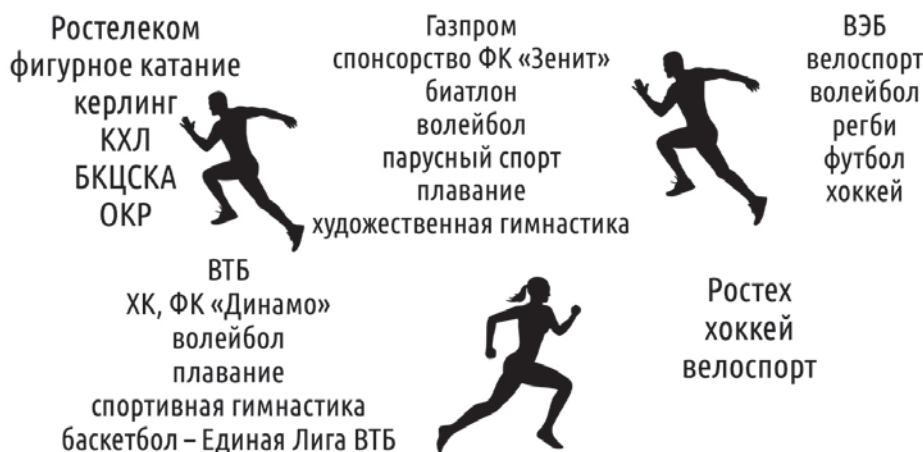 Ростелеком
фигурное катание
керлинг
КХЛ
БКЦСКА
ОКР
Газпром
спонсорство ФК «Зенит»
биатлон
волейбол
парусный спорт
плавание
художественная гимнастика
ВЭБ
велоспорт
волейбол
регби
футбол
хоккей
ВТБ
ХК, ФК «Динамо»
волейбол
плавание
спортивная гимнастика
баскетбол – Единая Лига ВТБ
Ростех
хоккей
велоспорт